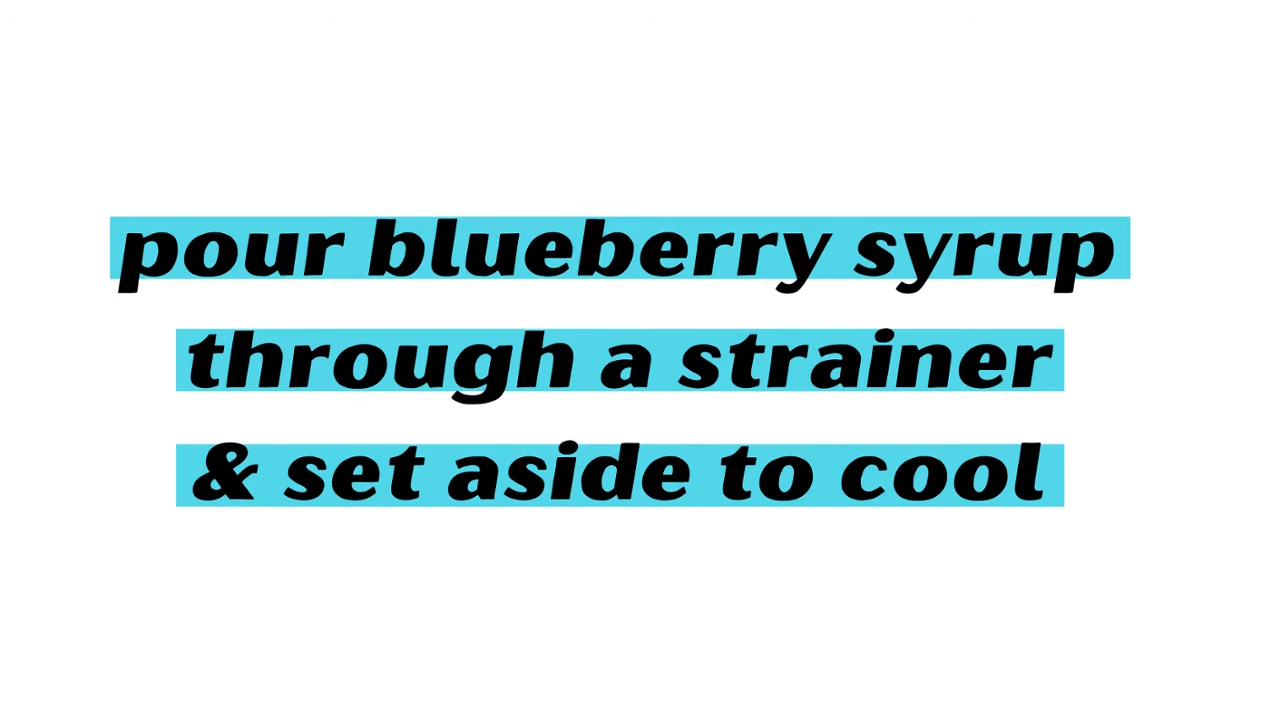 pour blueberry syrup
through a strainer
& set aside to cool